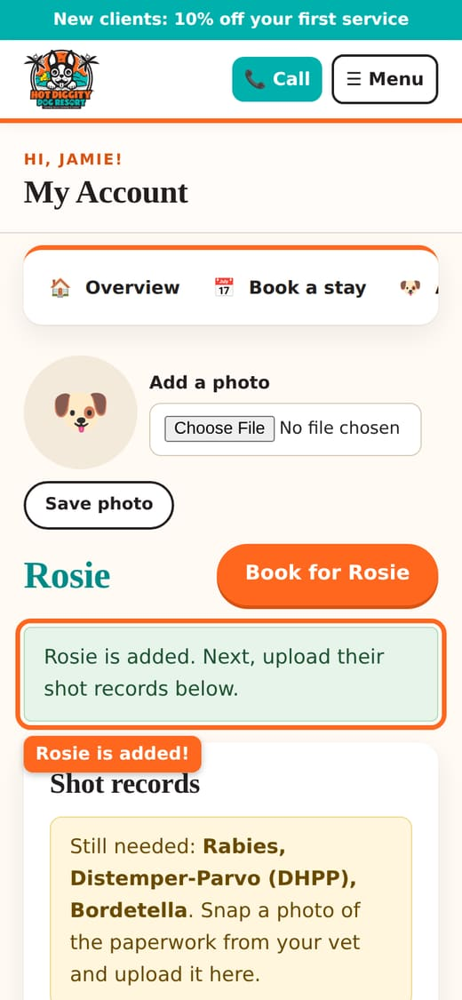 New clients: 10% off your first service
HOT DIGGITY
DOG RESORT
Call
☰ Menu
HI, JAMIE!
My Account
Overview
Book a stay
Add a photo
Choose File No file chosen
Save photo
Rosie
Book for Rosie
Rosie is added. Next, upload their
shot records below.
Rosie is added!
Shot records
Still needed: Rabies,
Distemper-Parvo (DHPP),
Bordetella. Snap a photo of
the paperwork from your vet
and upload it here.